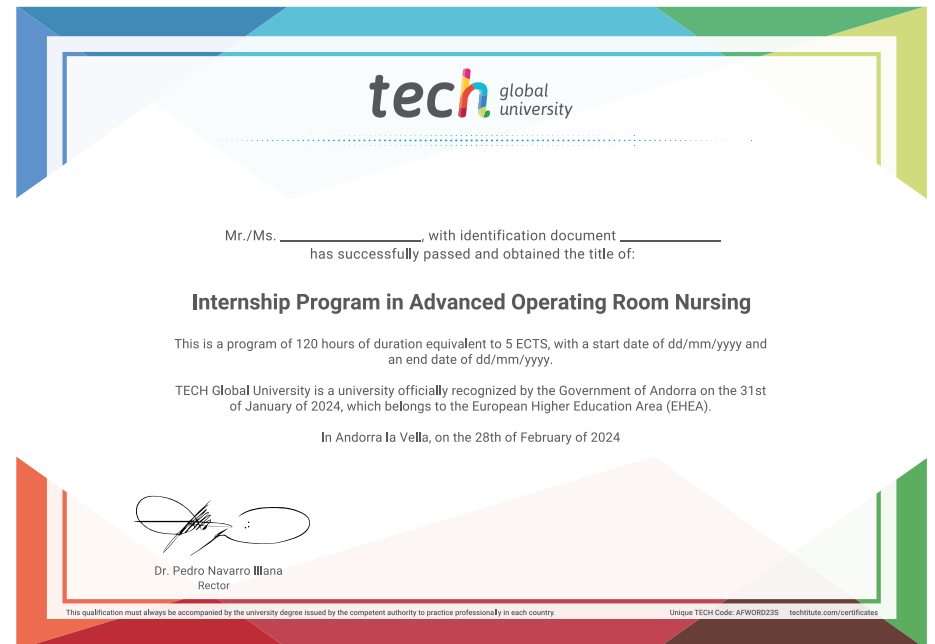 tech global university
Mr./Ms. ____________________, with identification document ______________
has successfully passed and obtained the title of:
Internship Program in Advanced Operating Room Nursing
This is a program of 120 hours of duration equivalent to 5 ECTS, with a start date of dd/mm/yyyy and
an end date of dd/mm/yyyy.
TECH Global University is a university officially recognized by the Government of Andorra on the 31st
of January of 2024, which belongs to the European Higher Education Area (EHEA).
In Andorra la Vella, on the 28th of February of 2024
Dr. Pedro Navarro Illana
Rector
This qualification must always be accompanied by the university degree issued by the competent authority to practice professionally in each country. Unique TECH Code: AFWORD23S techtitute.com/certificates